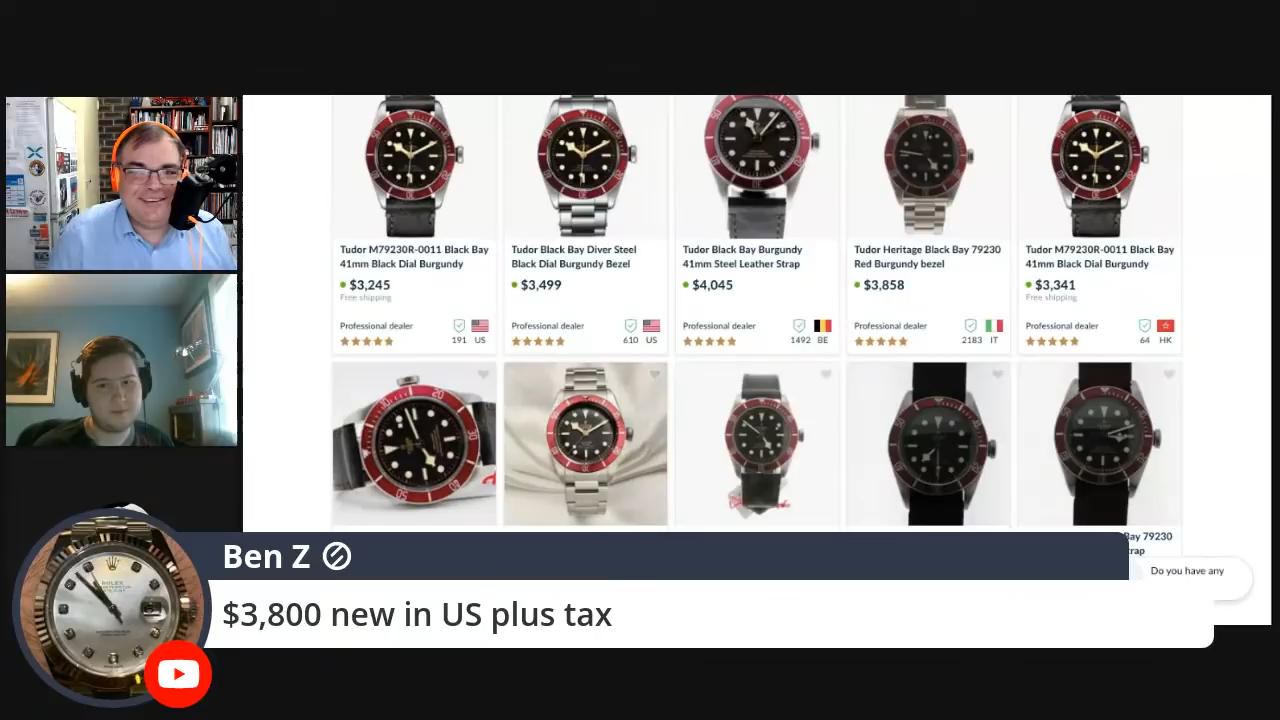 Tudor M79230R-0011 Black Bay
41mm Black Dial Burgundy
$3,245
Free shipping
Professional dealer
191 US
Tudor Black Bay Diver Steel
Black Dial Burgundy Bezel
$3,499
Professional dealer
610 US
Tudor Black Bay Burgundy
41mm Steel Leather Strap
$4,045
Professional dealer
1492 BE
Tudor Heritage Black Bay 79230
Red Burgundy bezel
$3,858
Professional dealer
2183 IT
Tudor M79230R-0011 Black Bay
41mm Black Dial Burgundy
$3,341
Free shipping
Professional dealer
64 HK
Bay 79230
trap
Do you have any
Ben Z
$3,800 new in US plus tax
ROLEX